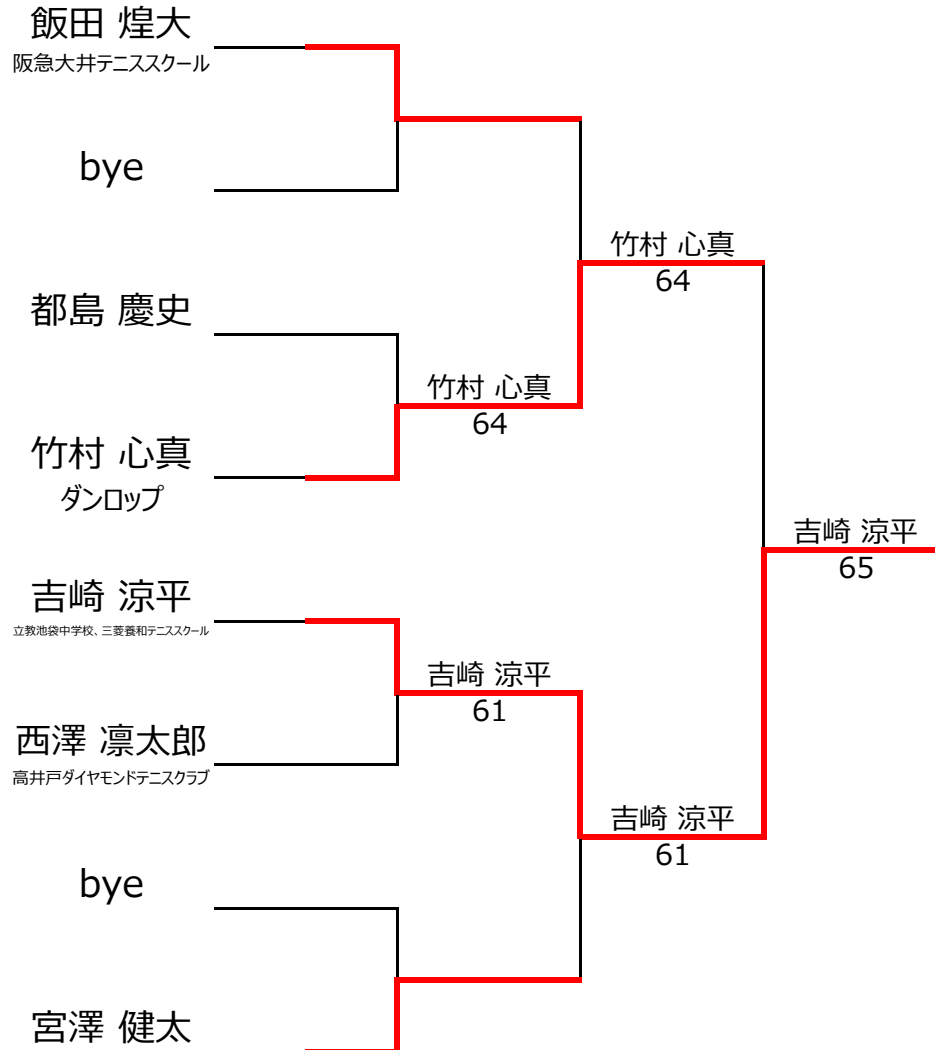 飯田 煌大
阪急大井テニススクール
bye
都島 慶史
竹村 心真
ダンロップ
吉崎 涼平
立教池袋中学校、三菱養和テニススクール
西澤 凛太郎
高井戸ダイヤモンドテニスクラブ
bye
宮澤 健太
竹村 心真
64
吉崎 涼平
61
竹村 心真
64
吉崎 涼平
61
吉崎 涼平
65